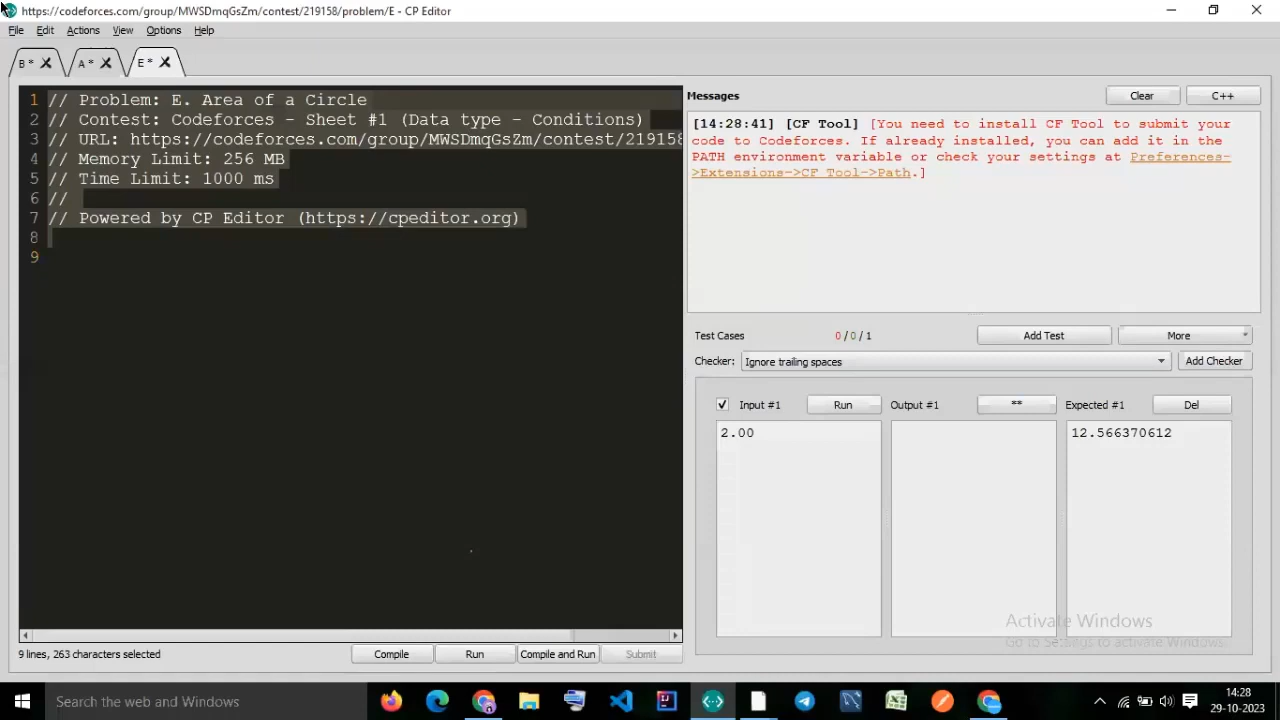 https://codeforces.com/group/MWSDmqGsZm/contest/219158/problem/E - CP Editor
File Edit Actions View Options Help
B * A * E *
1 // Problem: E. Area of a Circle
2 // Contest: Codeforces - Sheet #1 (Data type - Conditions)
3 // URL: https://codeforces.com/group/MWSDmqGsZm/contest/219158
4 // Memory Limit: 256 MB
5 // Time Limit: 1000 ms
6 //
7 // Powered by CP Editor (https://cpeditor.org)
8
9
9 lines, 263 characters selected
Compile Run Compile and Run Submit
Messages Clear C++
[14:28:41] [CF Tool] [You need to install CF Tool to submit your
code to Codeforces. If already installed, you can add it in the
PATH environment variable or check your settings at Preferences-
>Extensions->CF Tool->Path.]
Test Cases 0 / 0 / 1 Add Test More
Checker: Ignore trailing spaces Add Checker
Input #1 Run Output #1 ** Expected #1 Del
2.00 12.566370612
Activate Windows
Go to Settings to activate Windows.
Search the web and Windows
14:28
29-10-2023